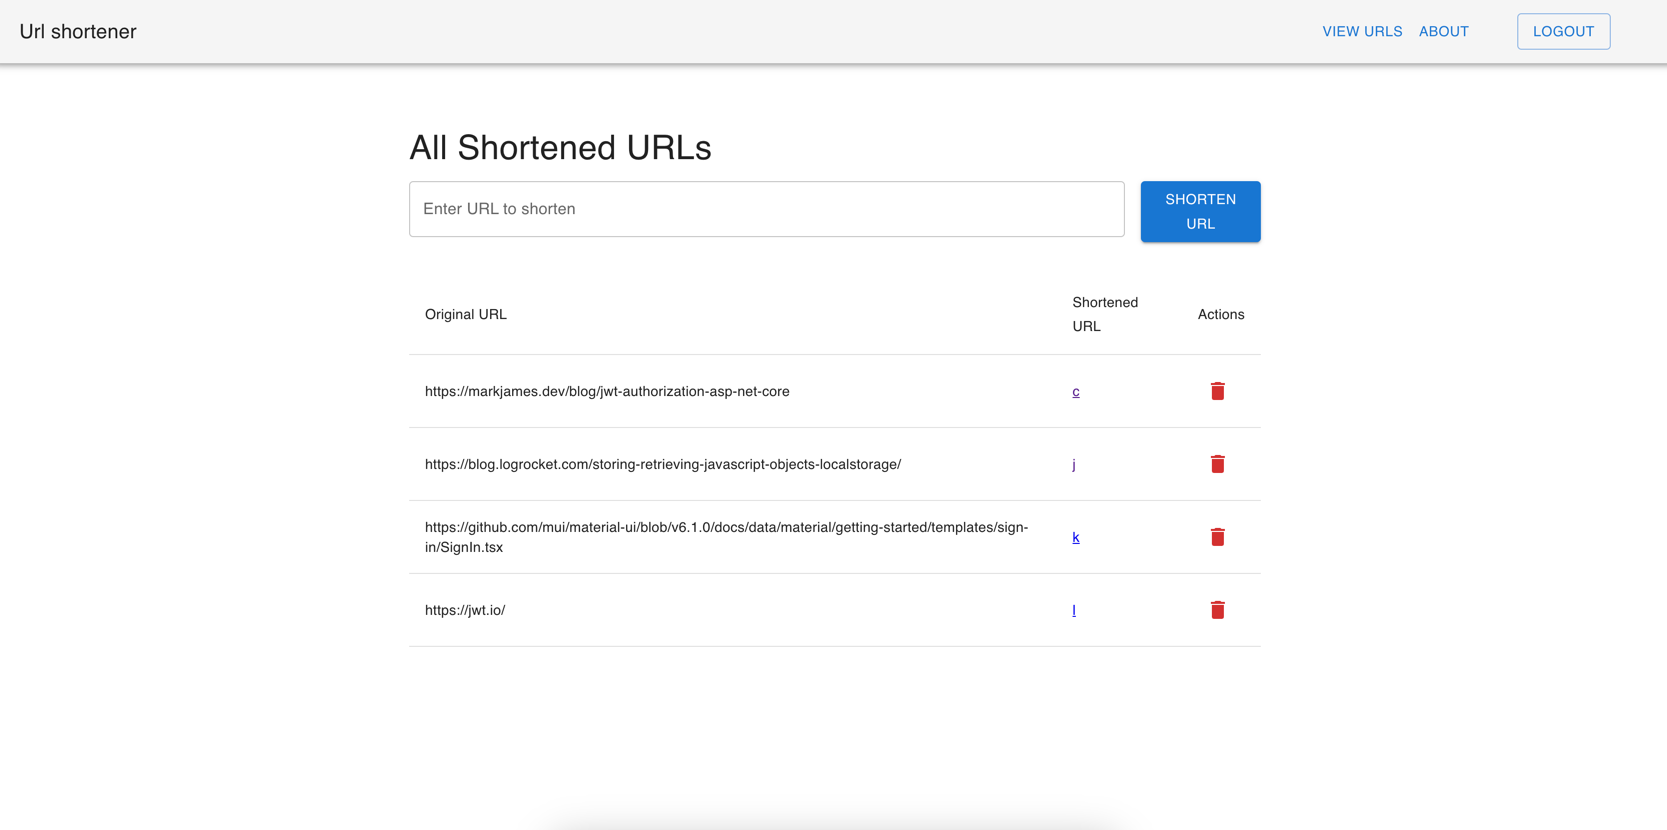 Url shortener
VIEW URLS
ABOUT
LOGOUT
All Shortened URLs
Enter URL to shorten
SHORTEN
URL
Original URL
Shortened
URL
Actions
https://markjames.dev/blog/jwt-authorization-asp-net-core
c
https://blog.logrocket.com/storing-retrieving-javascript-objects-localstorage/
j
https://github.com/mui/material-ui/blob/v6.1.0/docs/data/material/getting-started/templates/sign-
in/SignIn.tsx
k
https://jwt.io/
l